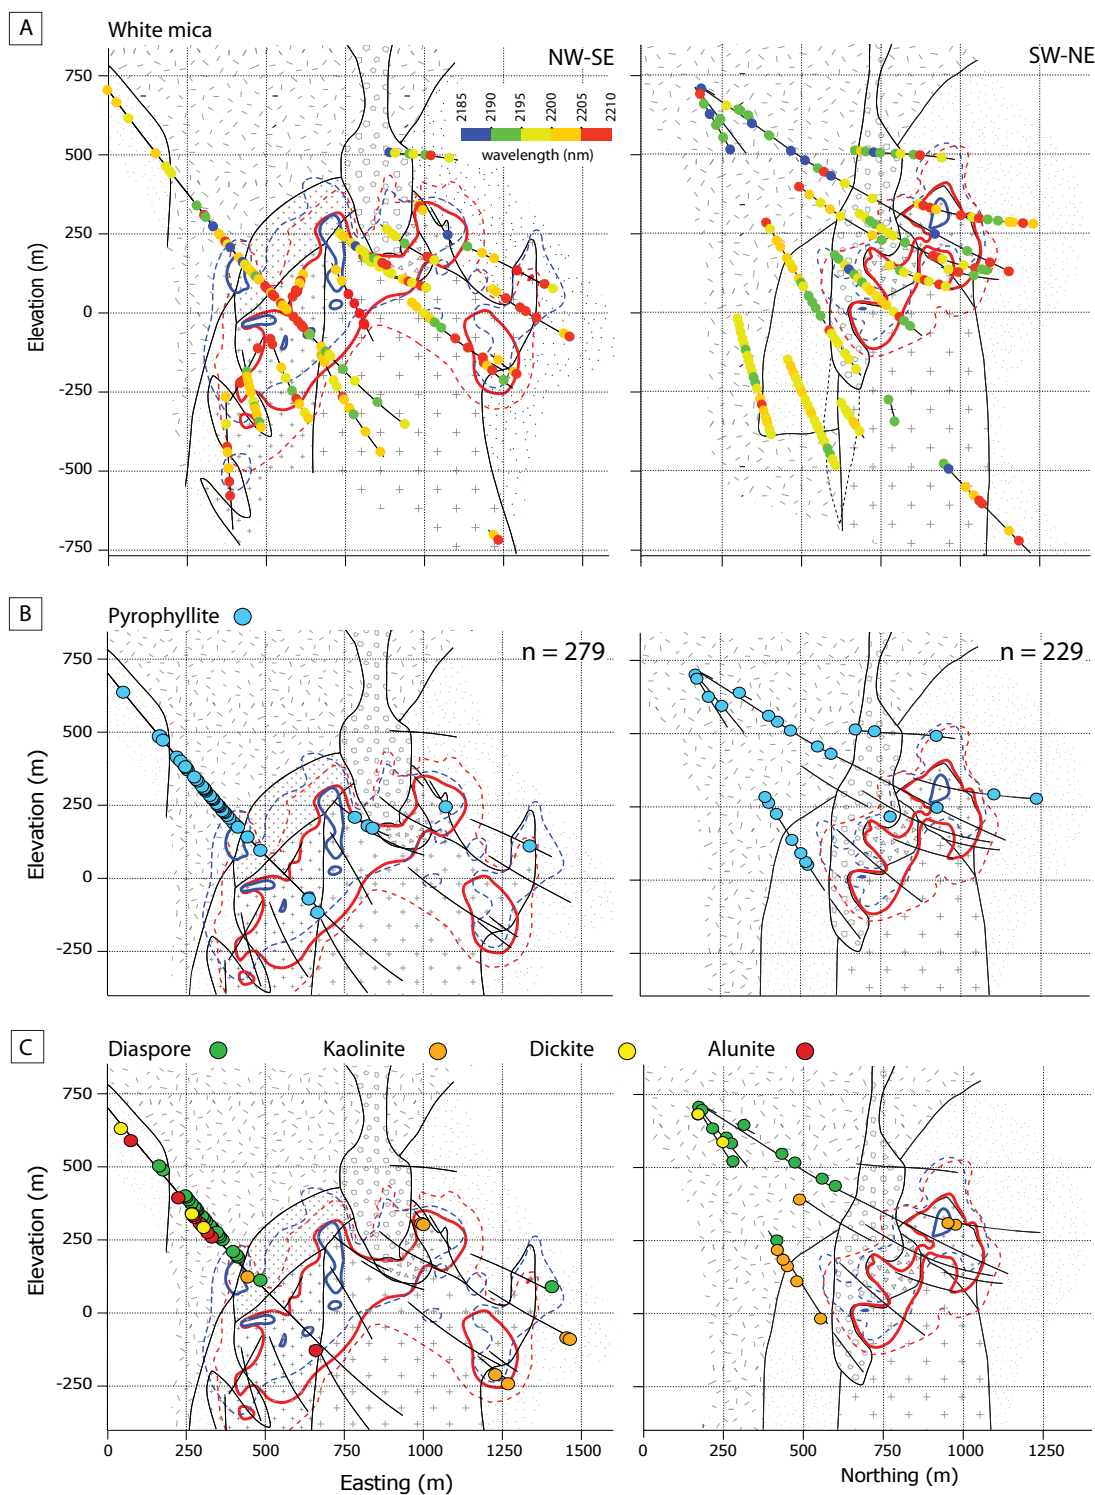 A
White mica
NW-SE
SW-NE
2185 2190 2195 2200 2205 2210
wavelength (nm)
Elevation (m)
750
500
250
0
-250
-500
-750
B
Pyrophyllite
n = 279
n = 229
Elevation (m)
750
500
250
0
-250
C
Diaspore Kaolinite Dickite Alunite
Elevation (m)
750
500
250
0
-250
0 250 500 750 1000 1250 1500
0 250 500 750 1000 1250
Easting (m)
Northing (m)